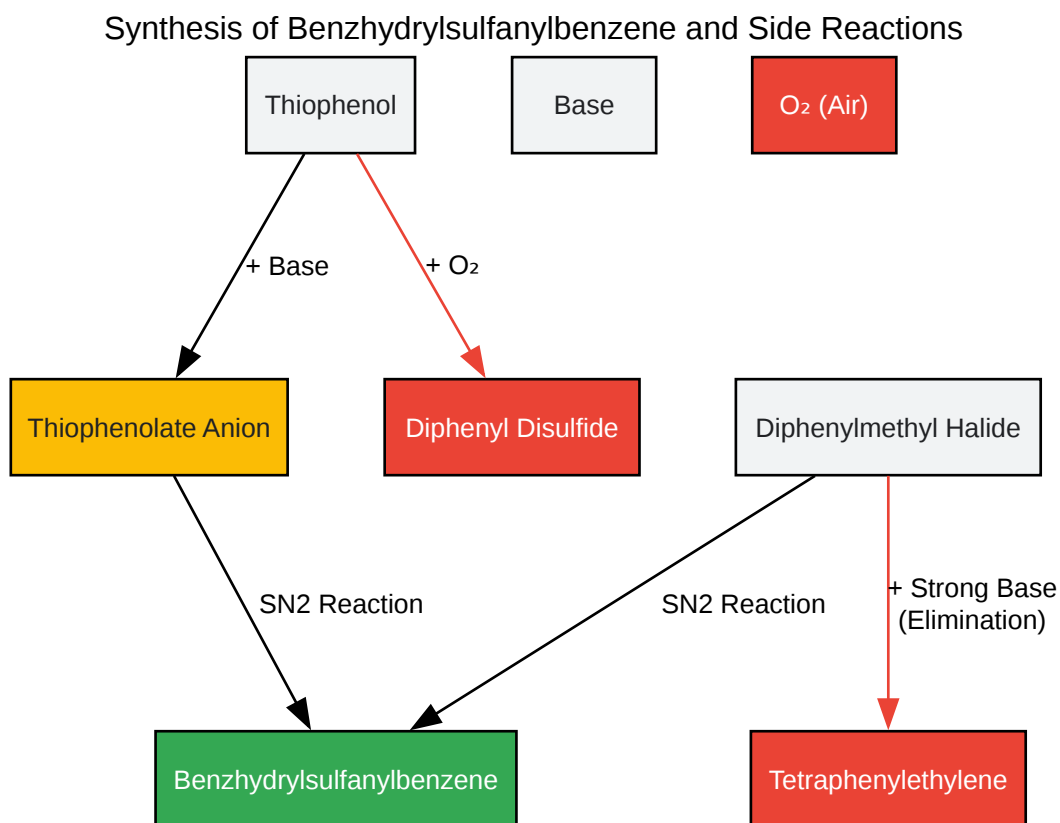 Synthesis of Benzhydrylsulfanylbenzene and Side Reactions
Thiophenol
Base
O₂ (Air)
+ Base
+ O₂
Thiophenolate Anion
Diphenyl Disulfide
Diphenylmethyl Halide
SN2 Reaction
SN2 Reaction
+ Strong Base
(Elimination)
Benzhydrylsulfanylbenzene
Tetraphenylethylene